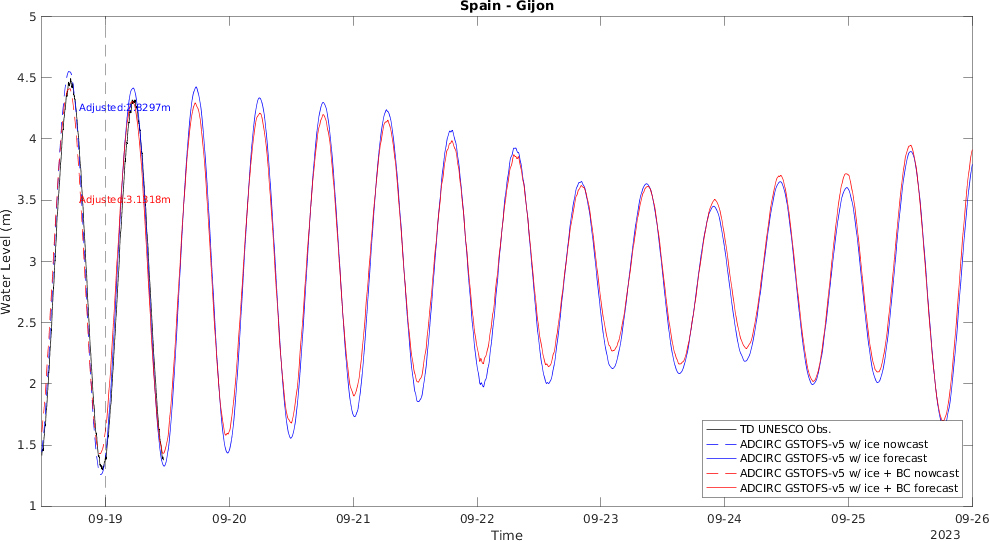 Spain - Gijon
5
4.5
4
3.5
3
2.5
2
1.5
1
Water Level (m)
Adjusted:3.1318m
TD UNESCO Obs.
ADCIRC GSTOFS-v5 w/ ice nowcast
ADCIRC GSTOFS-v5 w/ ice forecast
ADCIRC GSTOFS-v5 w/ ice + BC nowcast
ADCIRC GSTOFS-v5 w/ ice + BC forecast
09-19 09-20 09-21 09-22 09-23 09-24 09-25 09-26
Time
2023